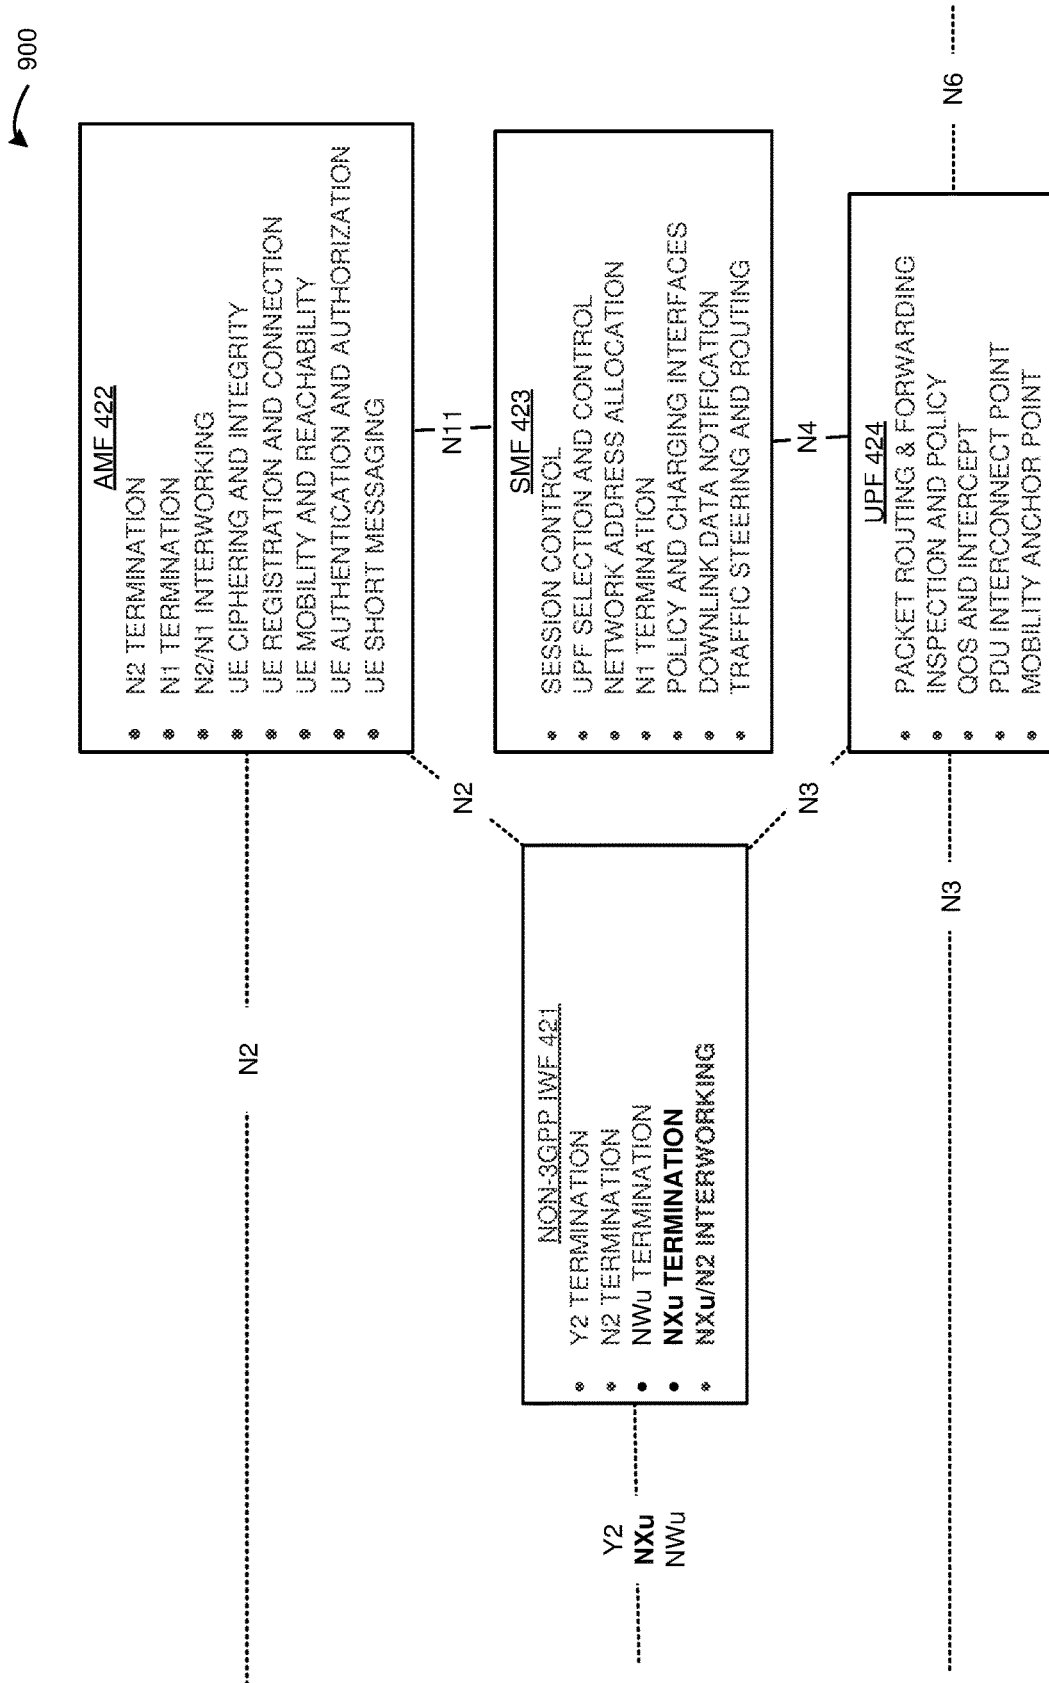 900
AMF 422
N2 TERMINATION
N1 TERMINATION
N2/N1 INTERWORKING
UE CIPHERING AND INTEGRITY
UE REGISTRATION AND CONNECTION
UE MOBILITY AND REACHABILITY
UE AUTHENTICATION AND AUTHORIZATION
UE SHORT MESSAGING
N2
N2
N11
SMF 423
SESSION CONTROL
UPF SELECTION AND CONTROL
NETWORK ADDRESS ALLOCATION
N1 TERMINATION
POLICY AND CHARGING INTERFACES
DOWNLINK DATA NOTIFICATION
TRAFFIC STEERING AND ROUTING
NON-3GPP IWF 421
Y2 TERMINATION
N2 TERMINATION
NWu TERMINATION
NXu TERMINATION
NXu/N2 INTERWORKING
Y2
NXu
NWu
N3
N4
UPF 424
PACKET ROUTING & FORWARDING
INSPECTION AND POLICY
QOS AND INTERCEPT
PDU INTERCONNECT POINT
MOBILITY ANCHOR POINT
N3
N6